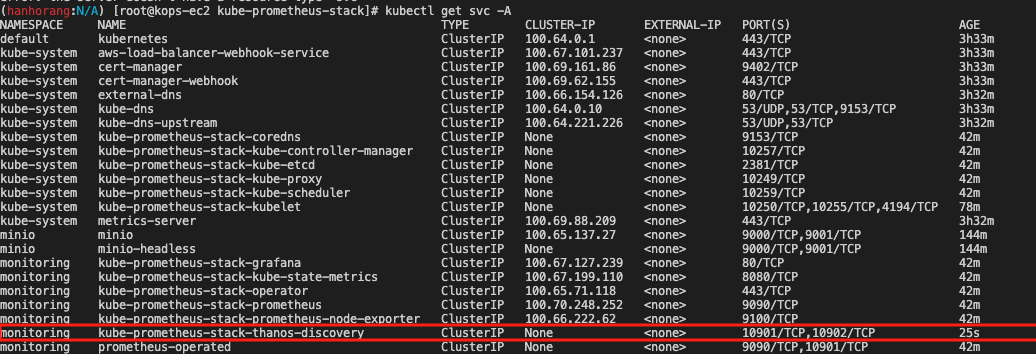 (hanhorang:N/A) [root@kops-ec2 kube-prometheus-stack]# kubectl get svc -A
NAMESPACE NAME TYPE CLUSTER-IP EXTERNAL-IP PORT(S) AGE
default kubernetes ClusterIP 100.64.0.1 <none> 443/TCP 3h33m
kube-system aws-load-balancer-webhook-service ClusterIP 100.67.101.237 <none> 443/TCP 3h33m
kube-system cert-manager ClusterIP 100.69.161.86 <none> 9402/TCP 3h33m
kube-system cert-manager-webhook ClusterIP 100.69.62.155 <none> 443/TCP 3h33m
kube-system external-dns ClusterIP 100.66.154.126 <none> 80/TCP 3h32m
kube-system kube-dns ClusterIP 100.64.0.10 <none> 53/UDP,53/TCP,9153/TCP 3h33m
kube-system kube-dns-upstream ClusterIP 100.64.221.226 <none> 53/UDP,53/TCP 3h32m
kube-system kube-prometheus-stack-coredns ClusterIP None <none> 9153/TCP 42m
kube-system kube-prometheus-stack-kube-controller-manager ClusterIP None <none> 10257/TCP 42m
kube-system kube-prometheus-stack-kube-etcd ClusterIP None <none> 2381/TCP 42m
kube-system kube-prometheus-stack-kube-proxy ClusterIP None <none> 10249/TCP 42m
kube-system kube-prometheus-stack-kube-scheduler ClusterIP None <none> 10259/TCP 42m
kube-system kube-prometheus-stack-kubelet ClusterIP None <none> 10250/TCP,10255/TCP,4194/TCP 78m
kube-system metrics-server ClusterIP 100.69.88.209 <none> 443/TCP 3h32m
minio minio ClusterIP 100.65.137.27 <none> 9000/TCP,9001/TCP 144m
minio minio-headless ClusterIP None <none> 9000/TCP,9001/TCP 144m
monitoring kube-prometheus-stack-grafana ClusterIP 100.67.127.239 <none> 80/TCP 42m
monitoring kube-prometheus-stack-kube-state-metrics ClusterIP 100.67.199.110 <none> 8080/TCP 42m
monitoring kube-prometheus-stack-operator ClusterIP 100.65.71.118 <none> 443/TCP 42m
monitoring kube-prometheus-stack-prometheus ClusterIP 100.70.248.252 <none> 9090/TCP 42m
monitoring kube-prometheus-stack-prometheus-node-exporter ClusterIP 100.66.222.62 <none> 9100/TCP 42m
monitoring kube-prometheus-stack-thanos-discovery ClusterIP None <none> 10901/TCP,10902/TCP 25s
monitoring prometheus-operated ClusterIP None <none> 9090/TCP,10901/TCP 42m